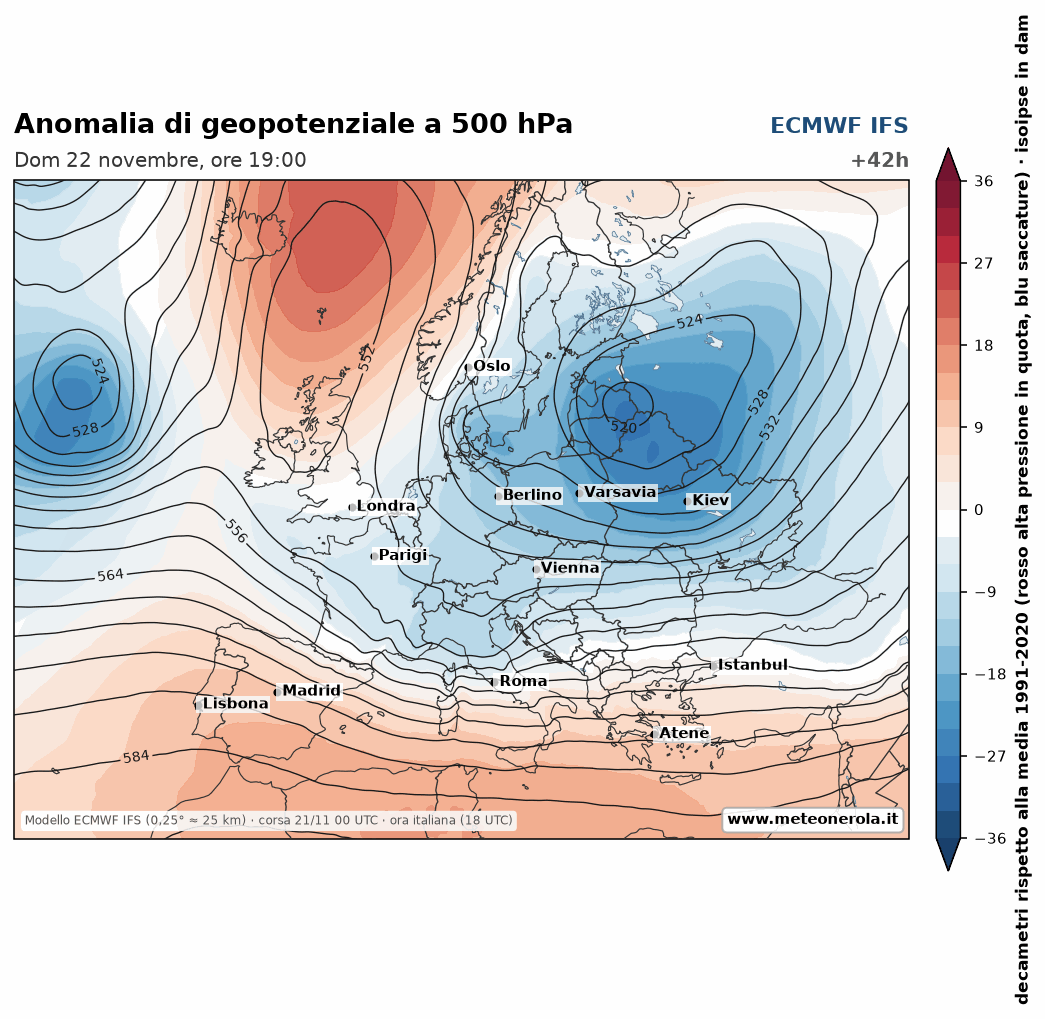 Anomalia di geopotenziale a 500 hPa
ECMWF IFS
Dom 22 novembre, ore 19:00
+42h
524
528
552
524
520
528
532
556
564
584
Oslo
Londra
Berlino
Varsavia
Kiev
Parigi
Vienna
Istanbul
Roma
Madrid
Lisbona
Atene
Modello ECMWF IFS (0,25° ≈ 25 km) · corsa 21/11 00 UTC · ora italiana (18 UTC)
www.meteonerola.it
36
27
18
9
0
−9
−18
−27
−36
decametri rispetto alla media 1991-2020 (rosso alta pressione in quota, blu saccature) · isoipse in dam